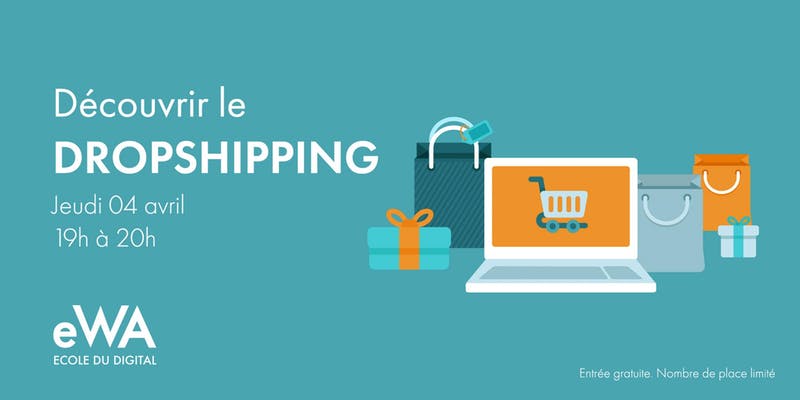 Découvrir le
DROPSHIPPING
Jeudi 04 avril
19h à 20h
eWA
ECOLE DU DIGITAL
Entrée gratuite. Nombre de place limité